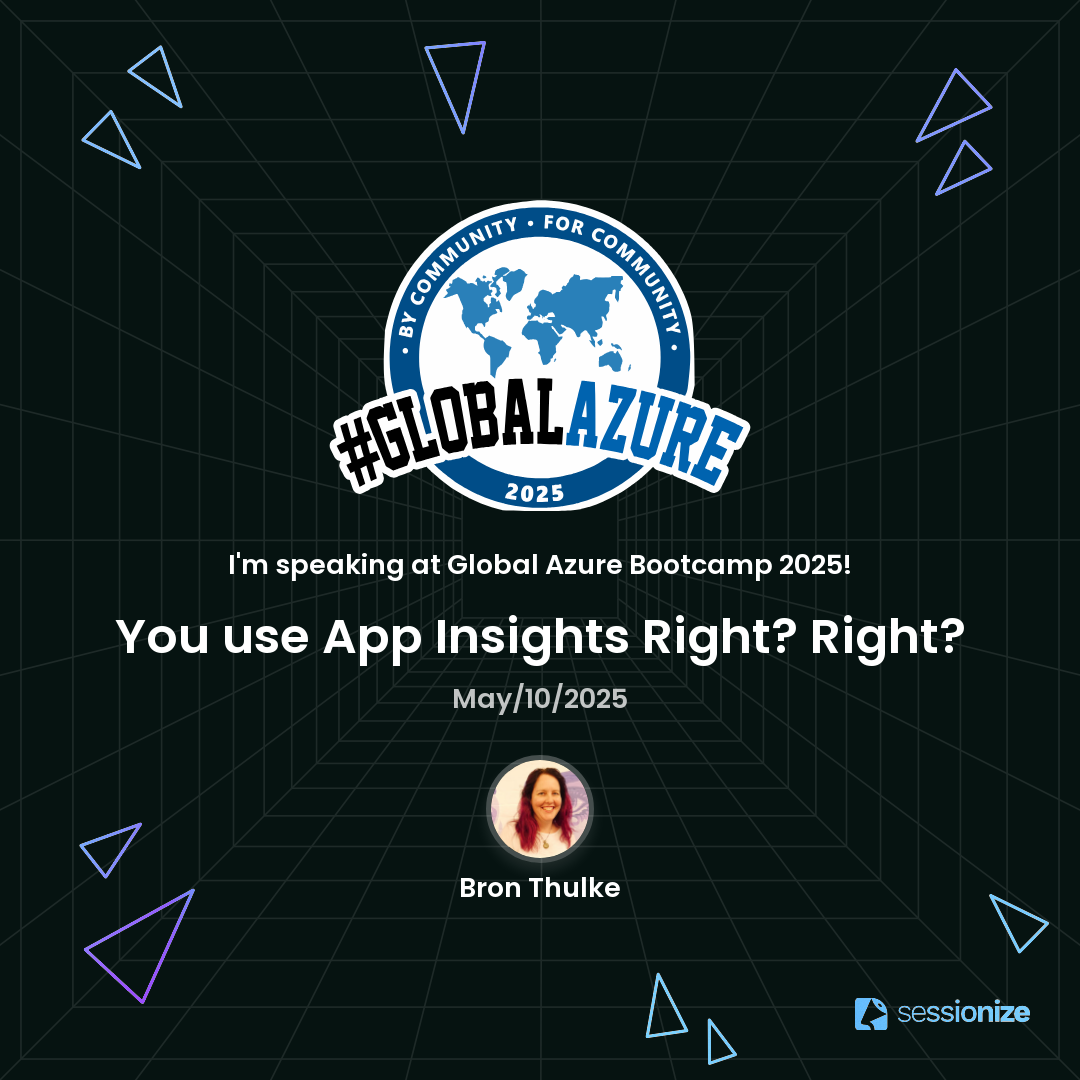 • BY COMMUNITY • FOR COMMUNITY •
#GLOBALAZURE
2025
I'm speaking at Global Azure Bootcamp 2025!
You use App Insights Right? Right?
May/10/2025
Bron Thulke
sessionize